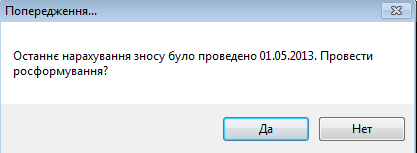 Попередження...
Останнє нарахування зносу було проведено 01.05.2013. Провести
росформування?
Да
Нет